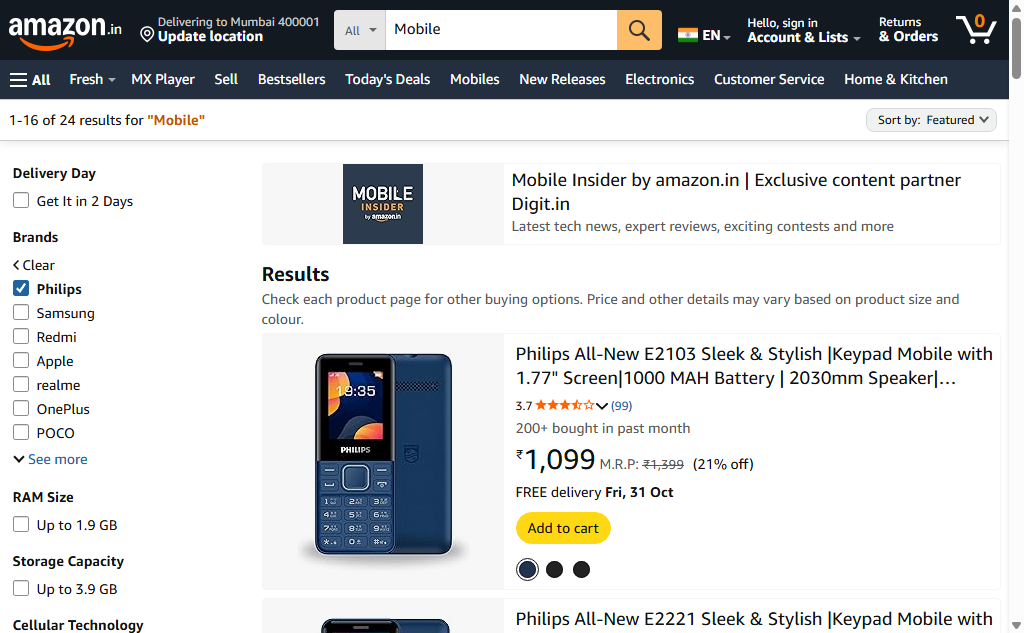 amazon.in
Delivering to Mumbai 400001
Update location
All
Mobile
EN
Hello, sign in
Account & Lists
Returns
& Orders
0
All
Fresh
MX Player
Sell
Bestsellers
Today's Deals
Mobiles
New Releases
Electronics
Customer Service
Home & Kitchen
1-16 of 24 results for "Mobile"
Sort by: Featured
Delivery Day
Get It in 2 Days
Brands
Clear
Philips
Samsung
Redmi
Apple
realme
OnePlus
POCO
See more
RAM Size
Up to 1.9 GB
Storage Capacity
Up to 3.9 GB
Cellular Technology
MOBILE
INSIDER
by amazon.in
Mobile Insider by amazon.in | Exclusive content partner
Digit.in
Latest tech news, expert reviews, exciting contests and more
Results
Check each product page for other buying options. Price and other details may vary based on product size and
colour.
19:35
PHILIPS
Philips All-New E2103 Sleek & Stylish |Keypad Mobile with
1.77" Screen|1000 MAH Battery | 2030mm Speaker|…
3.7 (99)
200+ bought in past month
₹1,099 M.R.P: ₹1,399 (21% off)
FREE delivery Fri, 31 Oct
Add to cart
Philips All-New E2221 Sleek & Stylish |Keypad Mobile with